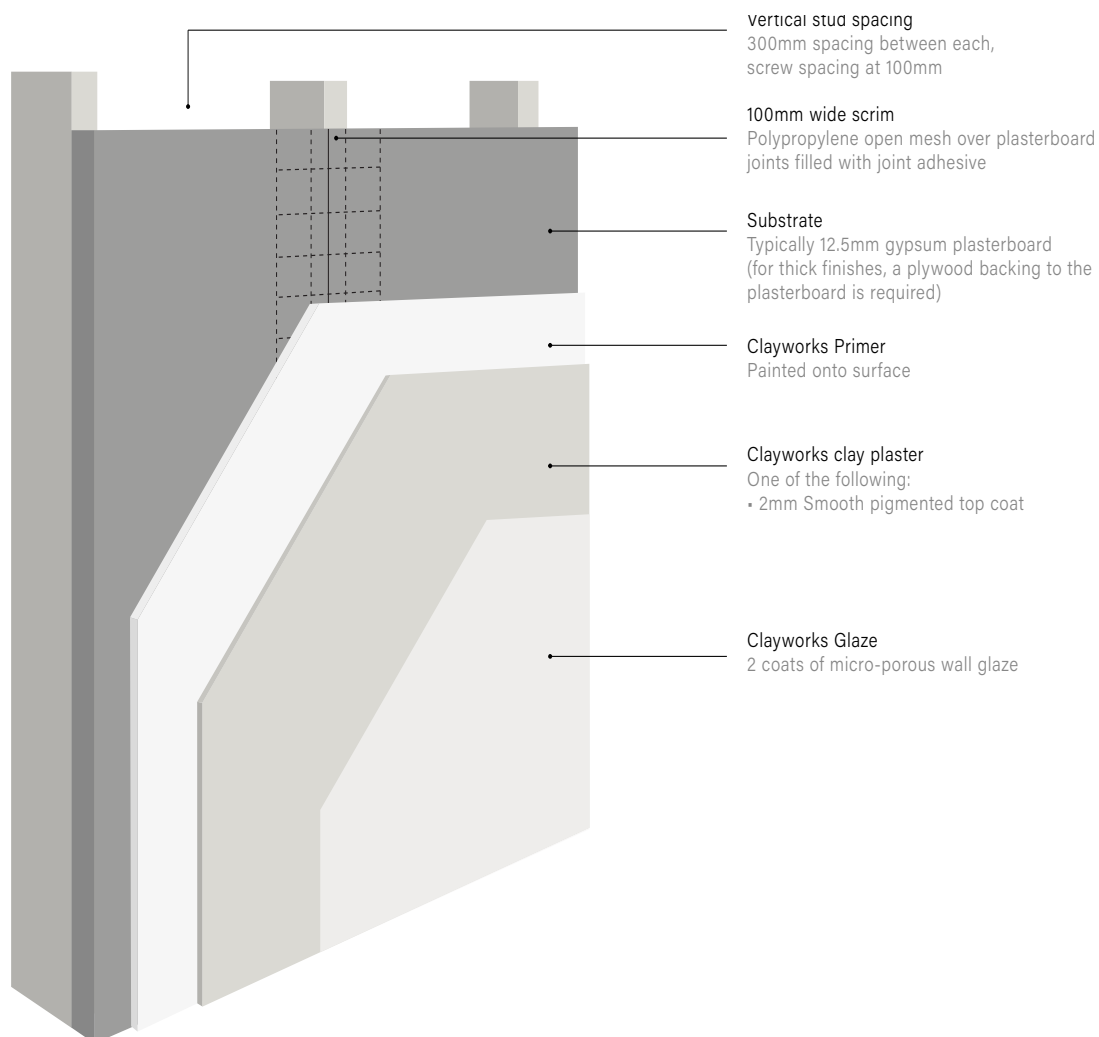 Vertical stud spacing
300mm spacing between each,
screw spacing at 100mm
100mm wide scrim
Polypropylene open mesh over plasterboard
joints filled with joint adhesive
Substrate
Typically 12.5mm gypsum plasterboard
(for thick finishes, a plywood backing to the
plasterboard is required)
Clayworks Primer
Painted onto surface
Clayworks clay plaster
One of the following:
• 2mm Smooth pigmented top coat
Clayworks Glaze
2 coats of micro-porous wall glaze